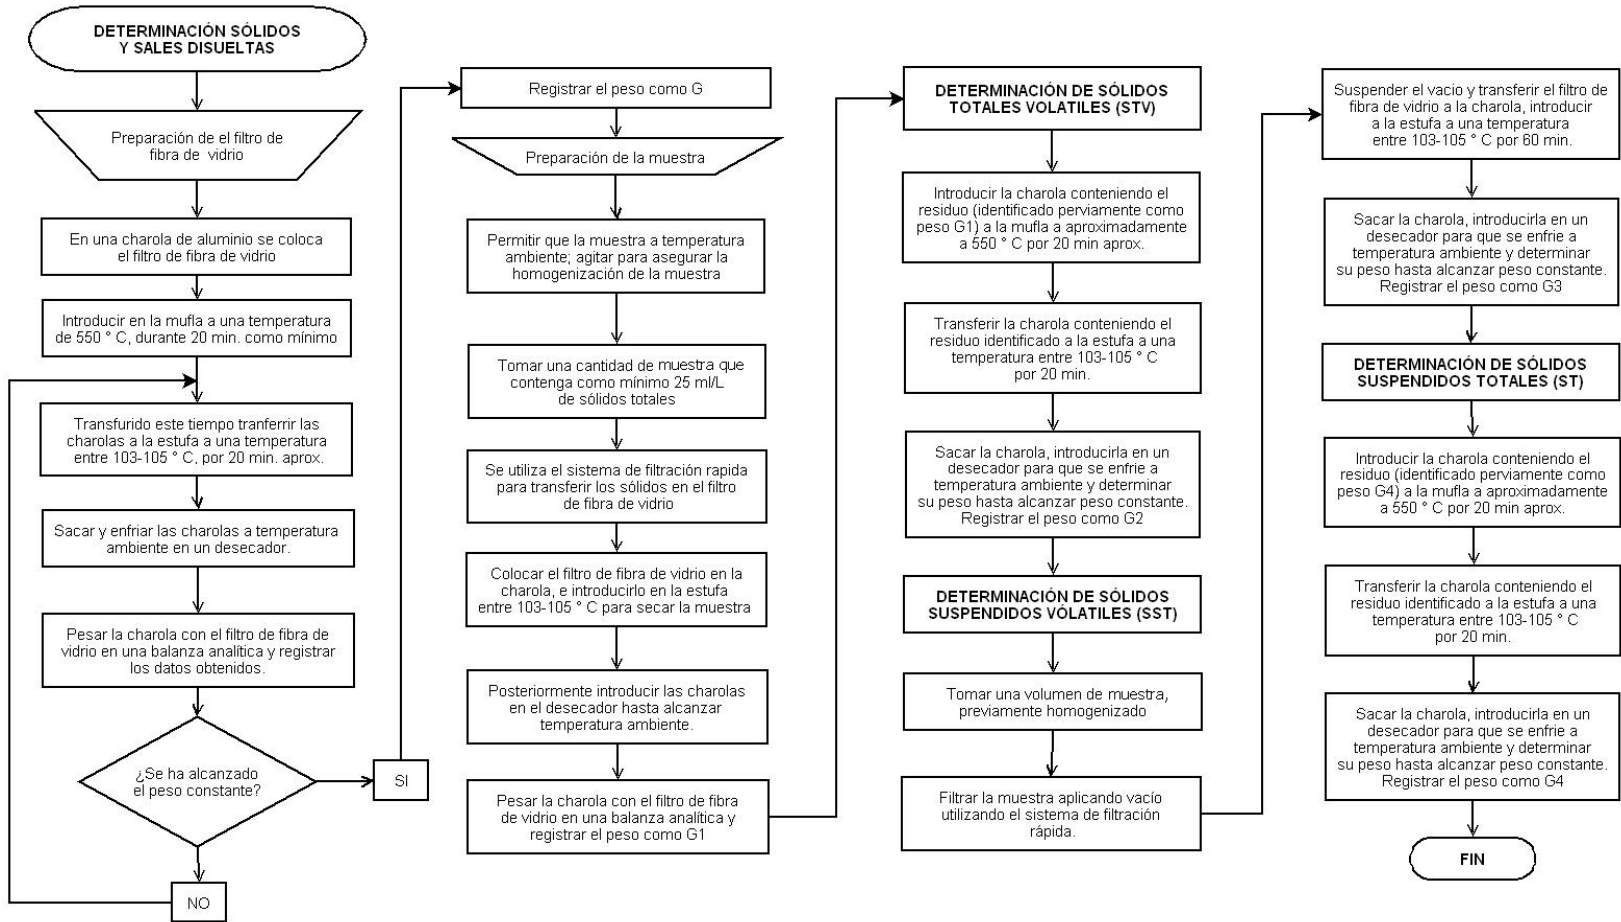 DETERMINACIÓN SÓLIDOS
Y SALES DISUELTAS
Preparación de el filtro de
fibra de vidrio
En una charola de aluminio se coloca
el filtro de fibra de vidrio
Introducir en la mufla a una temperatura
de 550 ° C, durante 20 min. como mínimo
Transfurido este tiempo tranferrir las
charolas a la estufa a una temperatura
entre 103-105 ° C, por 20 min. aprox.
Sacar y enfriar las charolas a temperatura
ambiente en un desecador.
Pesar la charola con el filtro de fibra de
vidrio en una balanza analítica y registrar
los datos obtenidos.
¿Se ha alcanzado
el peso constante?
SI
NO
Registrar el peso como G
Preparación de la muestra
Permitir que la muestra a temperatura
ambiente; agitar para asegurar la
homogenización de la muestra
Tomar una cantidad de muestra que
contenga como mínimo 25 ml/L
de sólidos totales
Se utiliza el sistema de filtración rapida
para transferir los sólidos en el filtro
de fibra de vidrio
Colocar el filtro de fibra de vidrio en la
charola, e introducirlo en la estufa
entre 103-105 ° C para secar la muestra
Posteriormente introducir las charolas
en el desecador hasta alcanzar
temperatura ambiente.
Pesar la charola con el filtro de fibra
de vidrio en una balanza analítica y
registrar el peso como G1
DETERMINACIÓN DE SÓLIDOS
TOTALES VOLATILES (STV)
Introducir la charola conteniendo el
residuo (identificado perviamente como
peso G1) a la mufla a aproximadamente
a 550 ° C por 20 min aprox.
Transferir la charola conteniendo el
residuo identificado a la estufa a una
temperatura entre 103-105 ° C
por 20 min.
Sacar la charola, introducirla en un
desecador para que se enfrie a
temperatura ambiente y determinar
su peso hasta alcanzar peso constante.
Registrar el peso como G2
DETERMINACIÓN DE SÓLIDOS
SUSPENDIDOS VÓLATILES (SST)
Tomar una volumen de muestra,
previamente homogenizado
Filtrar la muestra aplicando vacío
utilizando el sistema de filtración
rápida.
Suspender el vacio y transferir el filtro de
fibra de vidrio a la charola, introducir
a la estufa a una temperatura
entre 103-105 ° C por 60 min.
Sacar la charola, introducirla en un
desecador para que se enfrie a
temperatura ambiente y determinar
su peso hasta alcanzar peso constante.
Registrar el peso como G3
DETERMINACIÓN DE SÓLIDOS
SUSPENDIDOS TOTALES (ST)
Introducir la charola conteniendo el
residuo (identificado perviamente como
peso G4) a la mufla a aproximadamente
a 550 ° C por 20 min aprox.
Transferir la charola conteniendo el
residuo identificado a la estufa a una
temperatura entre 103-105 ° C
por 20 min.
Sacar la charola, introducirla en un
desecador para que se enfrie a
temperatura ambiente y determinar
su peso hasta alcanzar peso constante.
Registrar el peso como G4
FIN